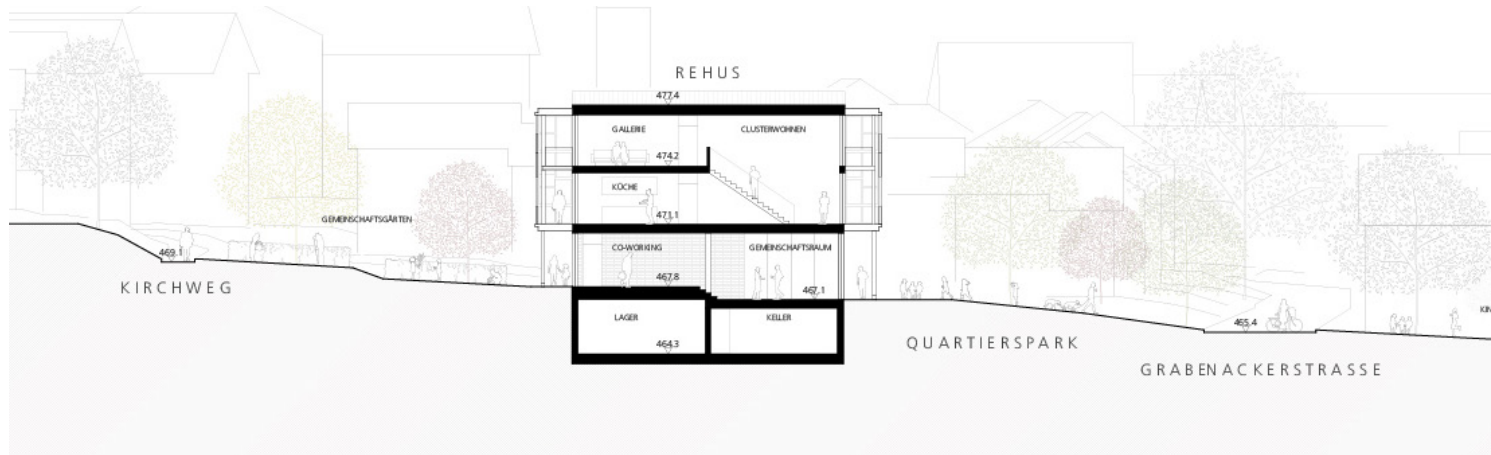 REHUS
477.4
GALLERIE
CLUSTERWOHNEN
474.2
KÜCHE
GEMEINSCHAFTSGÄRTEN
471.1
469.1
CO-WORKING
GEMEINSCHAFTSRAUM
467.8
KIRCHWEG
467.1
LAGER
KELLER
465.4
464.3
QUARTIERSPARK
GRABENACKERSTRASSE